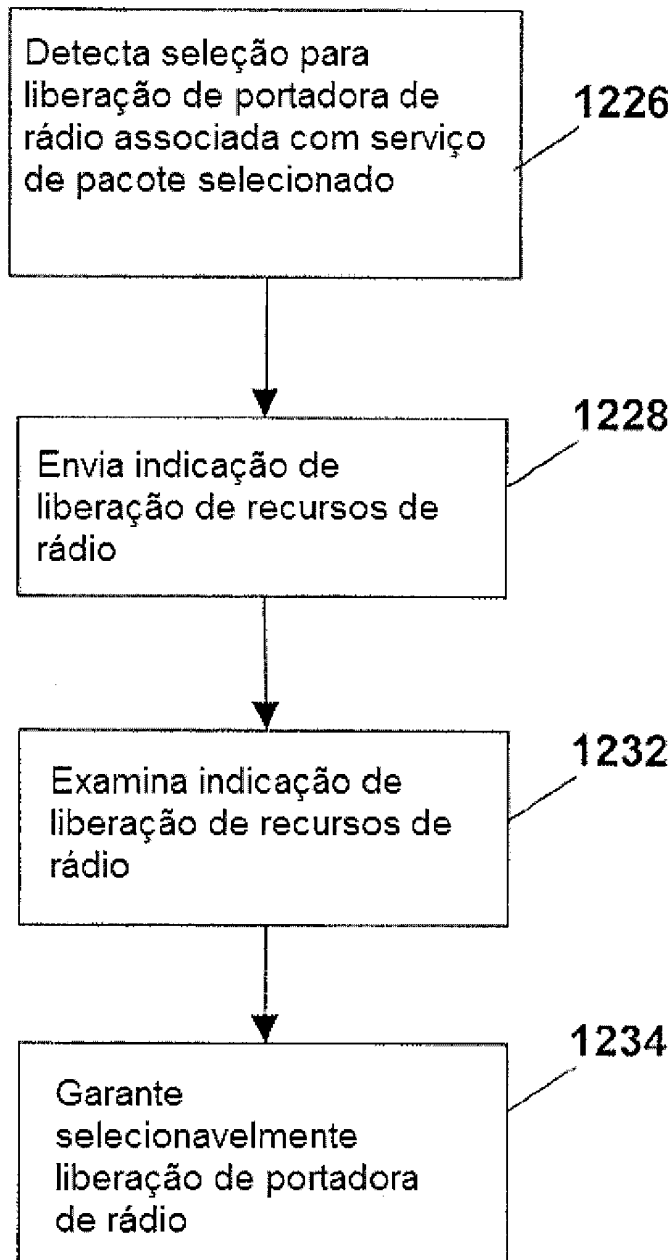 Detecta seleção para
liberação de portadora de
rádio associada com serviço
de pacote selecionado
1226
Envia indicação de
liberação de recursos de
rádio
1228
Examina indicação de
liberação de recursos de
rádio
1232
Garante
selecionavelmente
liberação de portadora
de rádio
1234